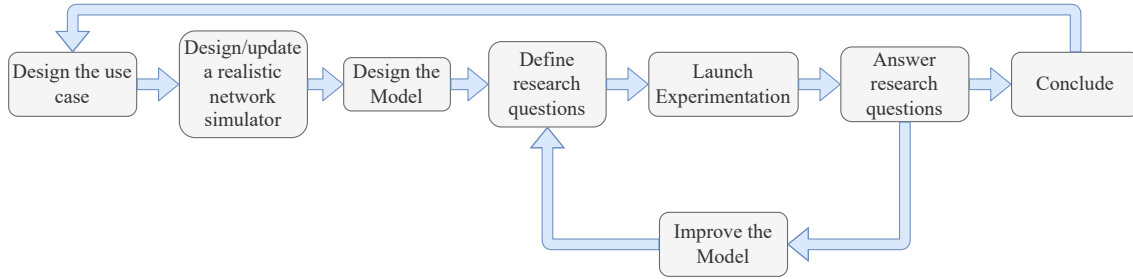 Design the use
case
Design/update
a realistic
network
simulator
Design the
Model
Define
research
questions
Launch
Experimentation
Answer
research
questions
Conclude
Improve the
Model